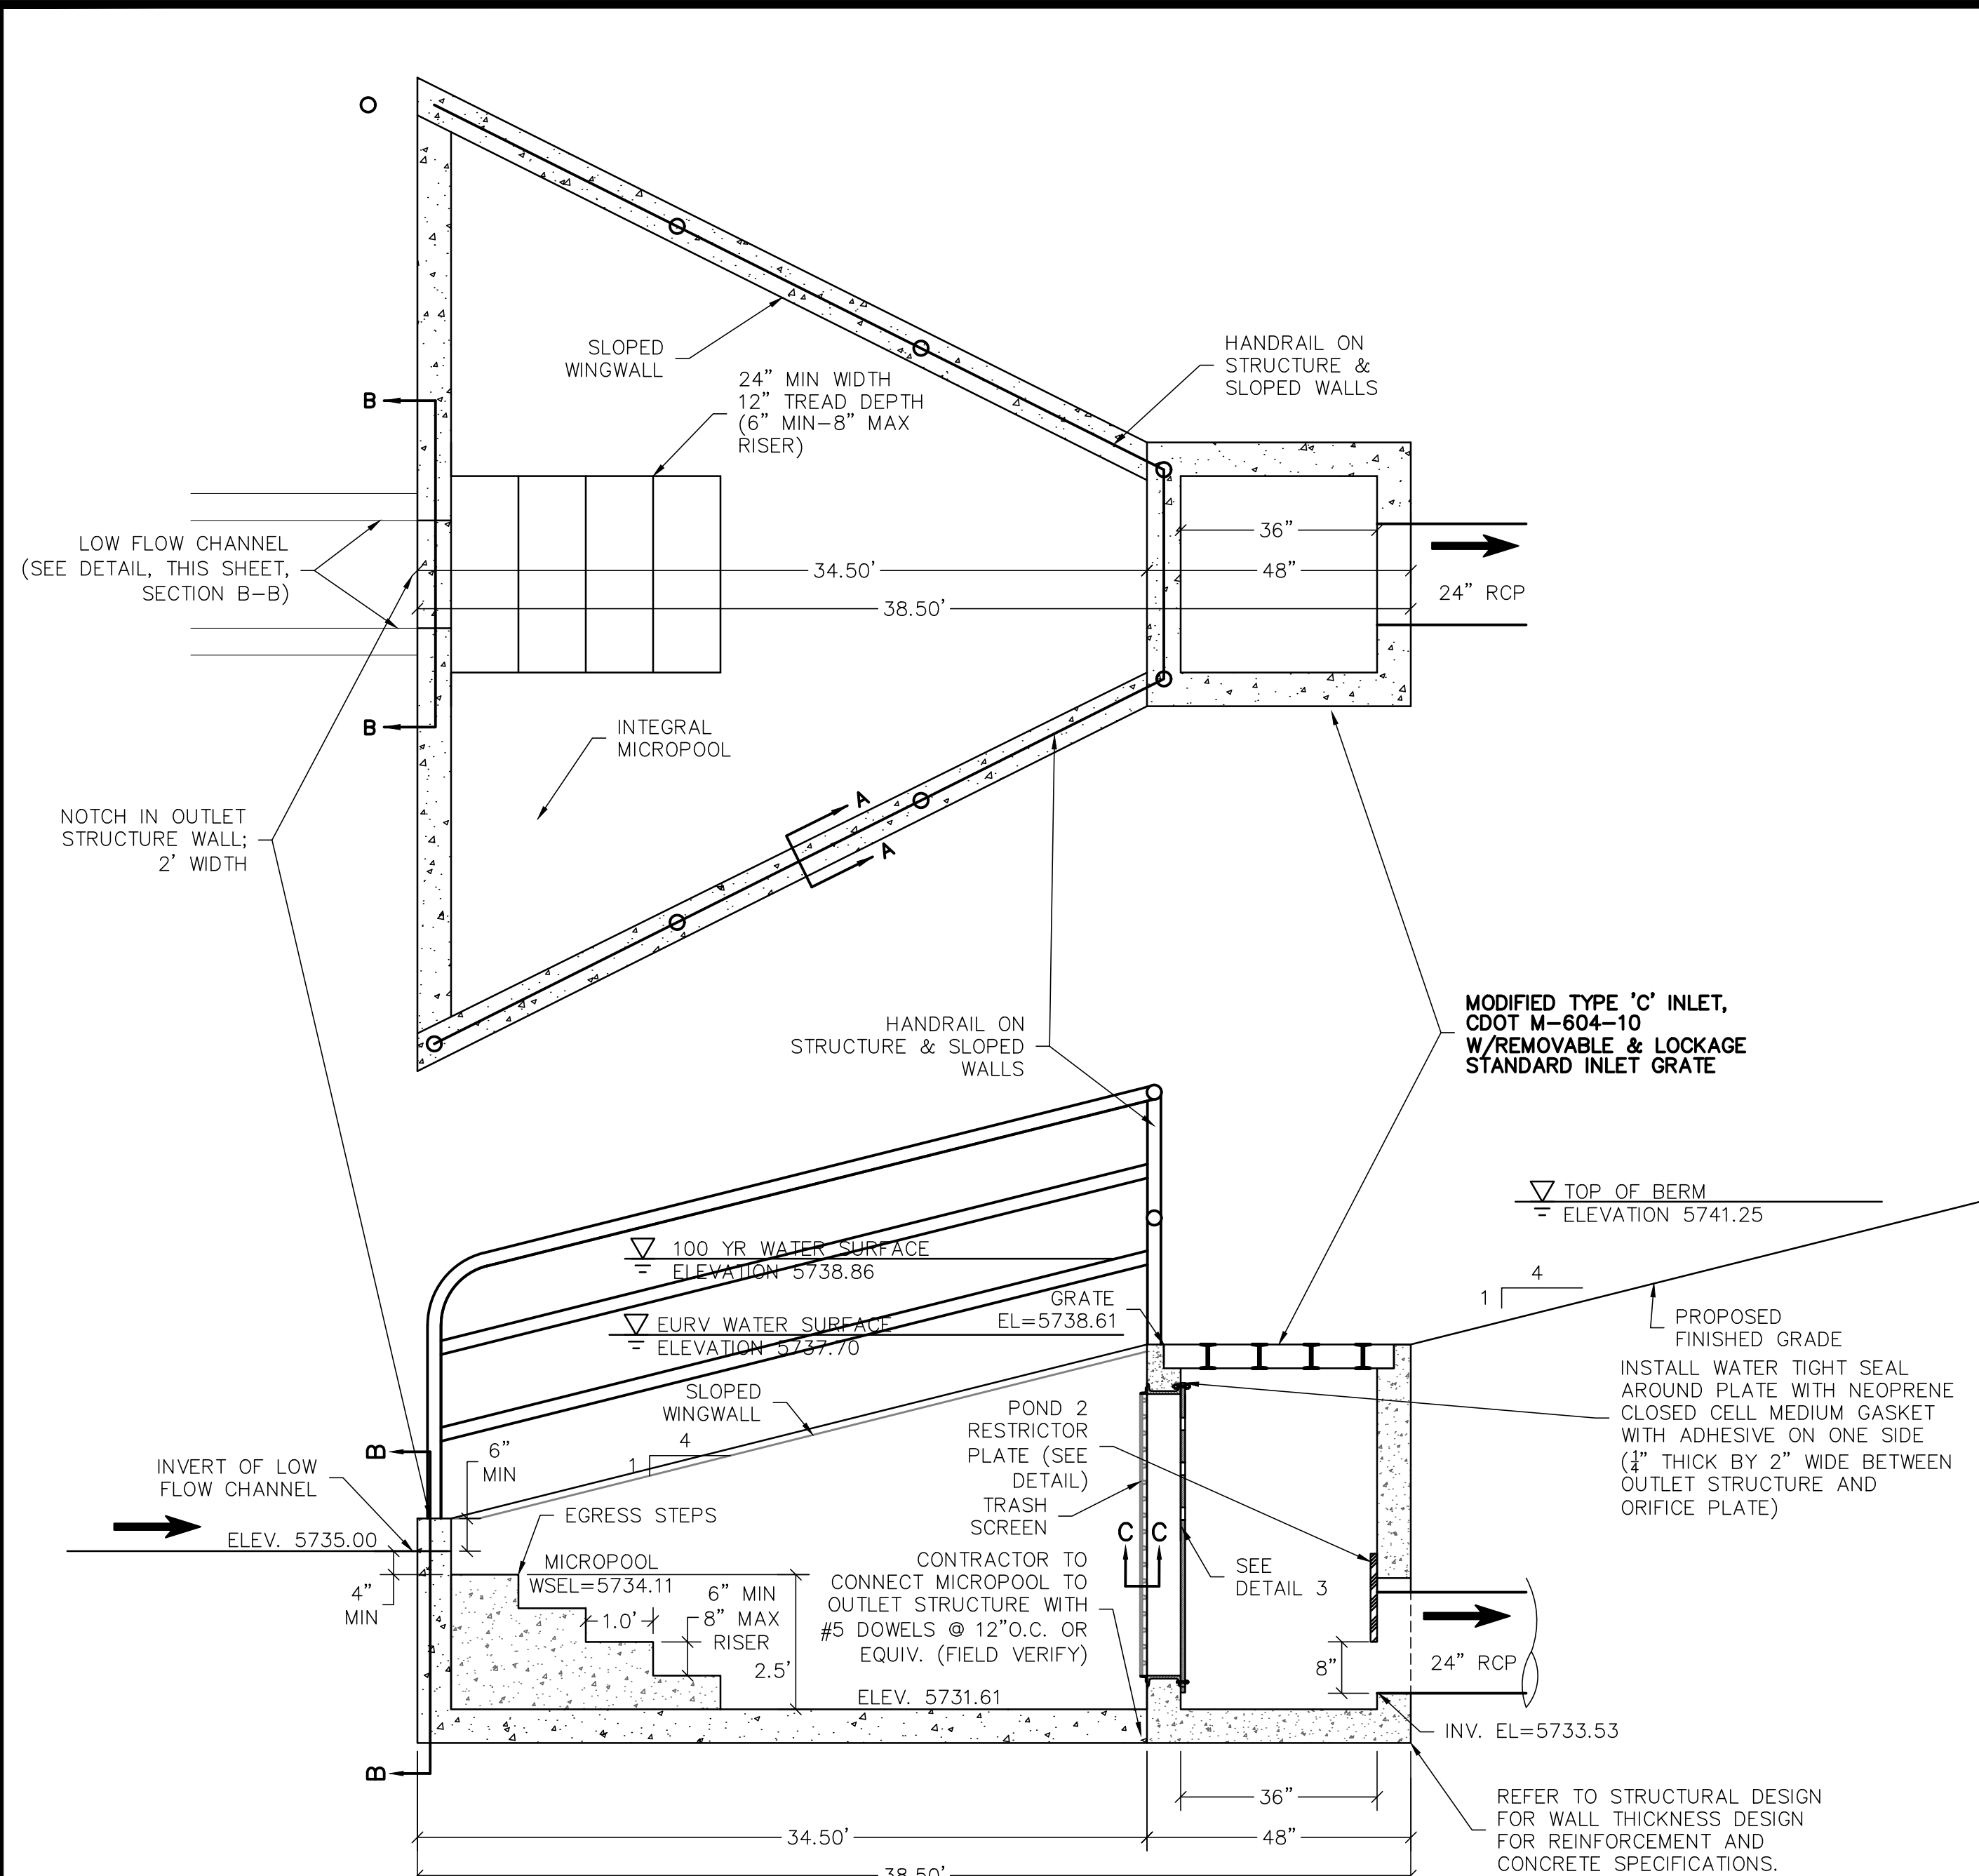 SLOPED
WINGWALL
24” MIN WIDTH
12” TREAD DEPTH
(6” MIN–8” MAX
RISER)
HANDRAIL ON
STRUCTURE &
SLOPED WALLS
B
LOW FLOW CHANNEL
(SEE DETAIL, THIS SHEET,
SECTION B–B)
36”
34.50’
48”
38.50’
24” RCP
B
INTEGRAL
MICROPOOL
NOTCH IN OUTLET
STRUCTURE WALL;
2’ WIDTH
A
A
HANDRAIL ON
STRUCTURE & SLOPED
WALLS
MODIFIED TYPE 'C' INLET,
CDOT M–604–10
W/REMOVABLE & LOCKAGE
STANDARD INLET GRATE
TOP OF BERM
ELEVATION 5741.25
100 YR WATER SURFACE
ELEVATION 5738.86
EURV WATER SURFACE
ELEVATION 5737.70
GRATE
EL=5738.61
4
1
PROPOSED
FINISHED GRADE
INSTALL WATER TIGHT SEAL
AROUND PLATE WITH NEOPRENE
CLOSED CELL MEDIUM GASKET
WITH ADHESIVE ON ONE SIDE
(1/4” THICK BY 2” WIDE BETWEEN
OUTLET STRUCTURE AND
ORIFICE PLATE)
SLOPED
WINGWALL
4
1
POND 2
RESTRICTOR
PLATE (SEE
DETAIL)
TRASH
SCREEN
B
6”
MIN
INVERT OF LOW
FLOW CHANNEL
ELEV. 5735.00
EGRESS STEPS
4”
MIN
MICROPOOL
WSEL=5734.11
1.0’
6” MIN
8” MAX
RISER
2.5’
CONTRACTOR TO
CONNECT MICROPOOL TO
OUTLET STRUCTURE WITH
#5 DOWELS @ 12”O.C. OR
EQUIV. (FIELD VERIFY)
C C
SEE
DETAIL 3
8”
24” RCP
ELEV. 5731.61
INV. EL=5733.53
B
36”
34.50’
48”
38.50’
REFER TO STRUCTURAL DESIGN
FOR WALL THICKNESS DESIGN
FOR REINFORCEMENT AND
CONCRETE SPECIFICATIONS.